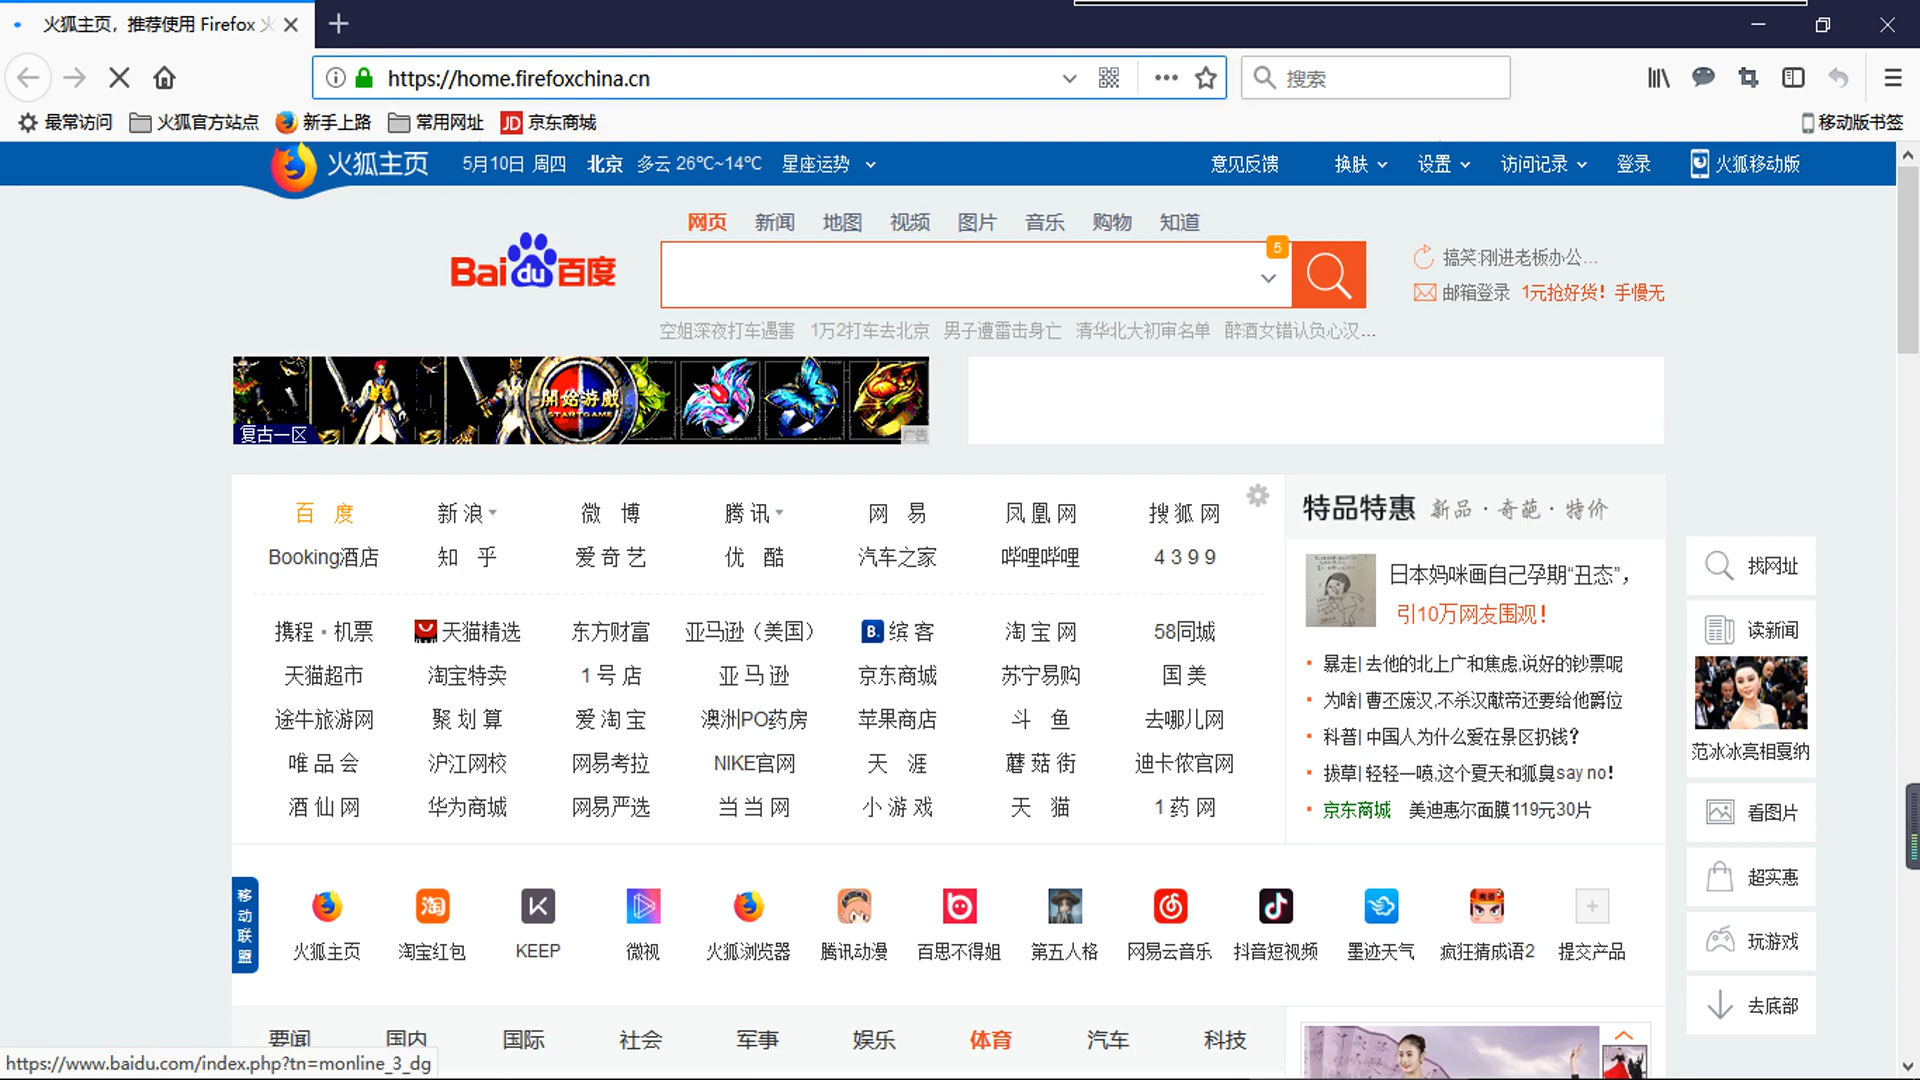 火狐主页，推荐使用 Firefox 火
https://home.firefoxchina.cn
搜索
最常访问 火狐官方站点 新手上路 常用网址 JD 京东商城 移动版书签
火狐主页 5月10日 周四 北京 多云 26℃~14℃ 星座运势 意见反馈 换肤 设置 访问记录 登录 火狐移动版
网页 新闻 地图 视频 图片 音乐 购物 知道
Bai du 百度
5
搞笑:刚进老板办公...
邮箱登录 1元抢好货！手慢无
空姐深夜打车遇害 1万2打车去北京 男子遭雷击身亡 清华北大初审名单 醉酒女错认负心汉...
開始游戲
STARTGAME
复古一区
广告
百 度 新浪 微 博 腾讯 网 易 凤凰网 搜狐网
Booking酒店 知 乎 爱奇艺 优 酷 汽车之家 哔哩哔哩 4399
携程·机票 天猫精选 东方财富 亚马逊（美国） B. 缤客 淘宝网 58同城
天猫超市 淘宝特卖 1号店 亚马逊 京东商城 苏宁易购 国美
途牛旅游网 聚划算 爱淘宝 澳洲PO药房 苹果商店 斗 鱼 去哪儿网
唯品会 沪江网校 网易考拉 NIKE官网 天 涯 蘑菇街 迪卡侬官网
酒仙网 华为商城 网易严选 当当网 小游戏 天 猫 1药网
特品特惠 新品·奇葩·特价
日本妈咪画自己孕期“丑态”，
引10万网友围观！
暴走| 去他的北上广和焦虑,说好的钞票呢
为啥| 曹丕废汉,不杀汉献帝还要给他爵位
科普| 中国人为什么爱在景区扔钱？
拔草| 轻轻一喷,这个夏天和狐臭say no！
京东商城 美迪惠尔面膜119元30片
找网址
读新闻
范冰冰亮相戛纳
看图片
超实惠
玩游戏
去底部
移动联盟
淘
火狐主页 淘宝红包 KEEP 微视 火狐浏览器 腾讯动漫 百思不得姐 第五人格 网易云音乐 抖音短视频 墨迹天气 疯狂猜成语2 提交产品
要闻 国内 国际 社会 军事 娱乐 体育 汽车 科技
https://www.baidu.com/index.php?tn=monline_3_dg